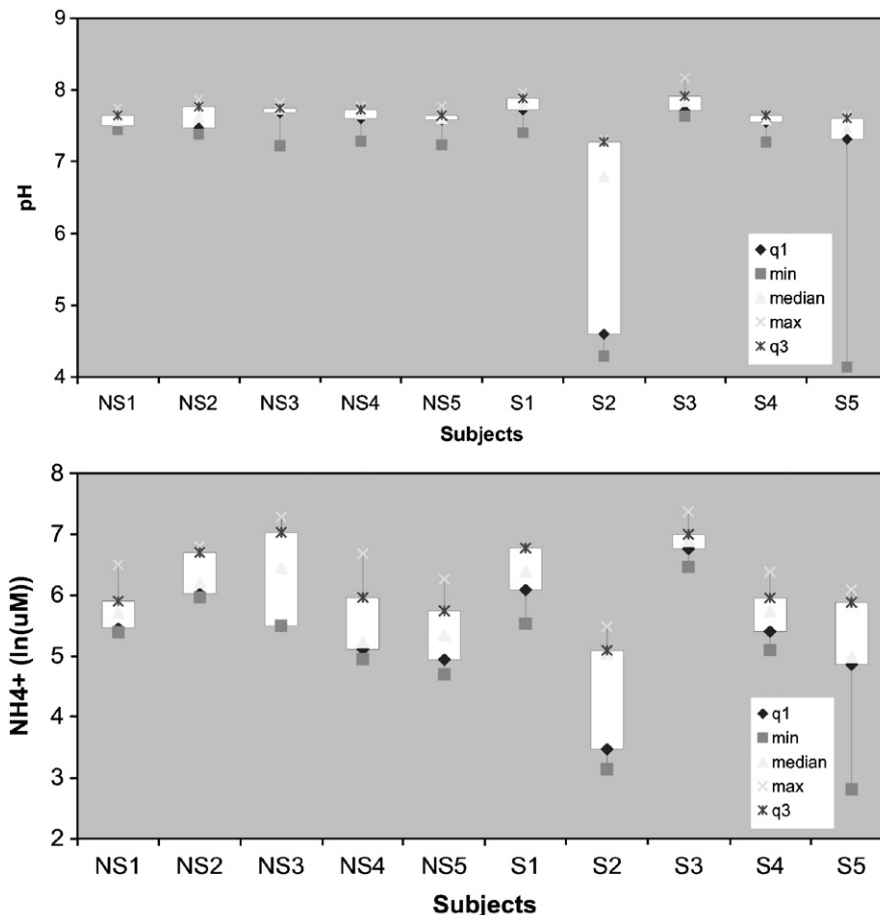 9
8
7
6
5
4
pH
q1
min
median
max
q3
NS1 NS2 NS3 NS4 NS5 S1 S2 S3 S4 S5
Subjects
8
7
6
5
4
3
2
NH4+ (ln(uM))
q1
min
median
max
q3
NS1 NS2 NS3 NS4 NS5 S1 S2 S3 S4 S5
Subjects